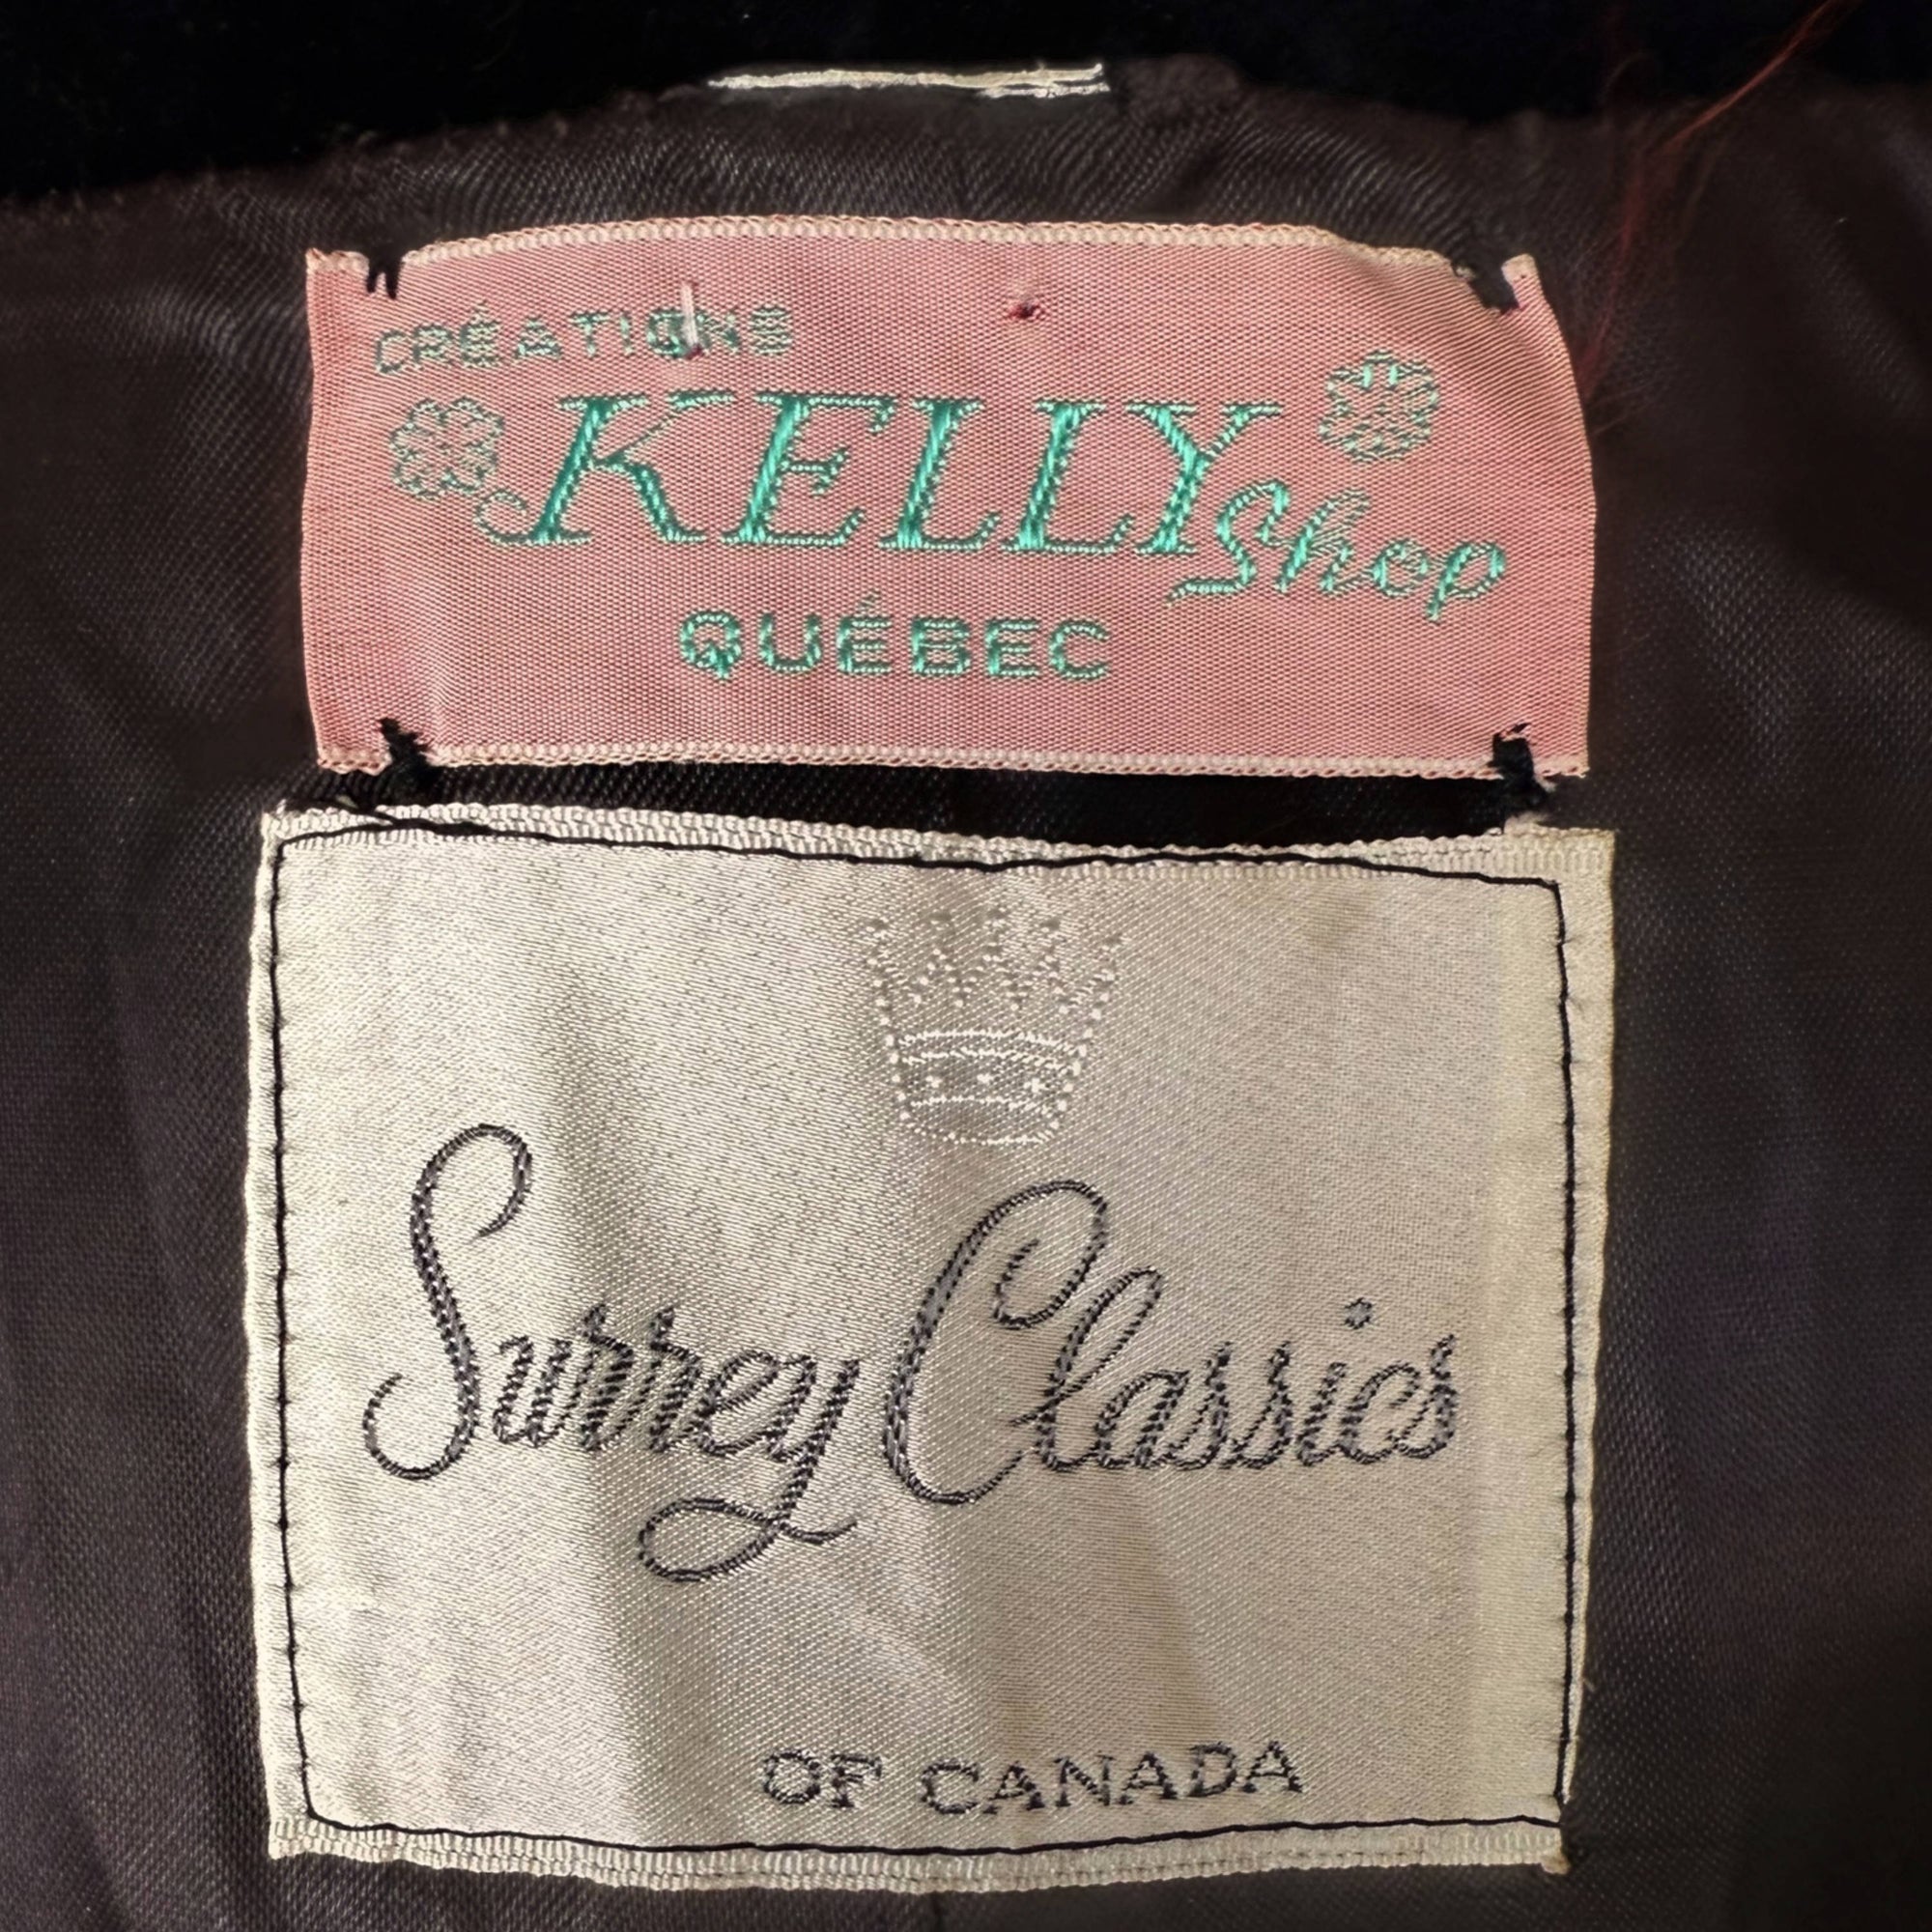 CRÉATIONS
KELLY Shop
QUÉBEC
Surrey Classics
OF CANADA